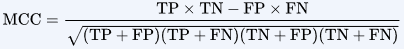 MCC = TP × TN − FP × FN / √(TP + FP)(TP + FN)(TN + FP)(TN + FN)